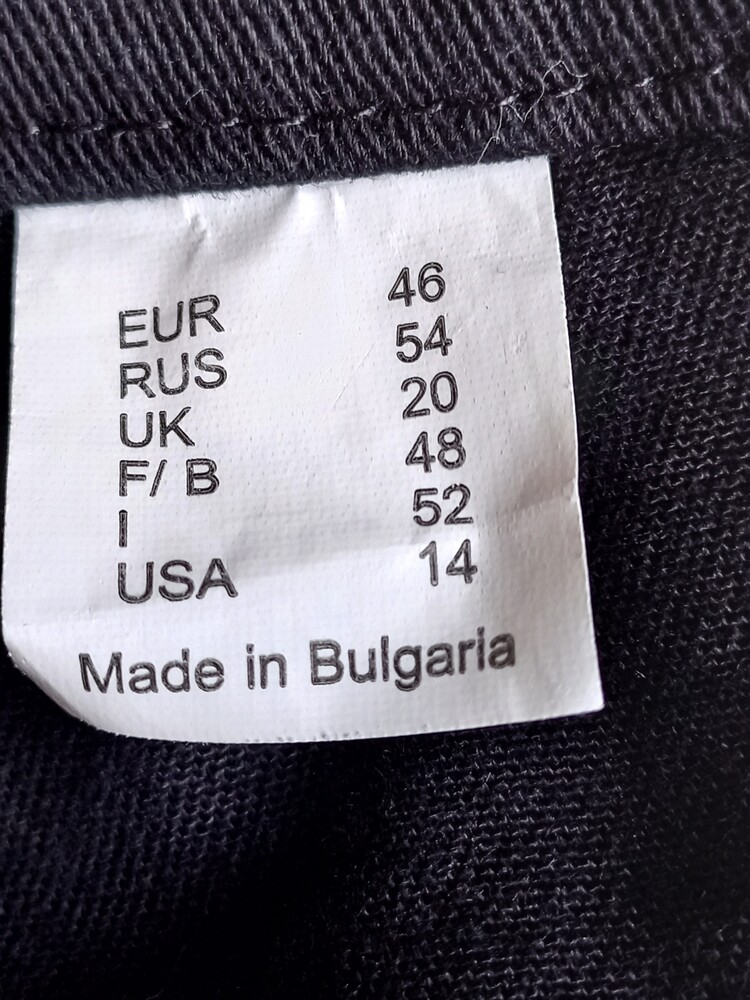 EUR 46
RUS 54
UK 20
F/ B 48
I 52
USA 14
Made in Bulgaria